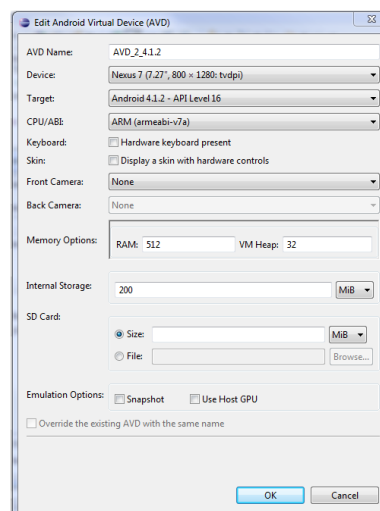 Edit Android Virtual Device (AVD)
AVD Name: AVD_2_4.1.2
Device: Nexus 7 (7.27", 800 × 1280: tvdpi)
Target: Android 4.1.2 - API Level 16
CPU/ABI: ARM (armeabi-v7a)
Keyboard: Hardware keyboard present
Skin: Display a skin with hardware controls
Front Camera: None
Back Camera: None
Memory Options: RAM: 512 VM Heap: 32
Internal Storage: 200 MiB
SD Card:
Size: MiB
File: Browse...
Emulation Options: Snapshot Use Host GPU
Override the existing AVD with the same name
OK Cancel